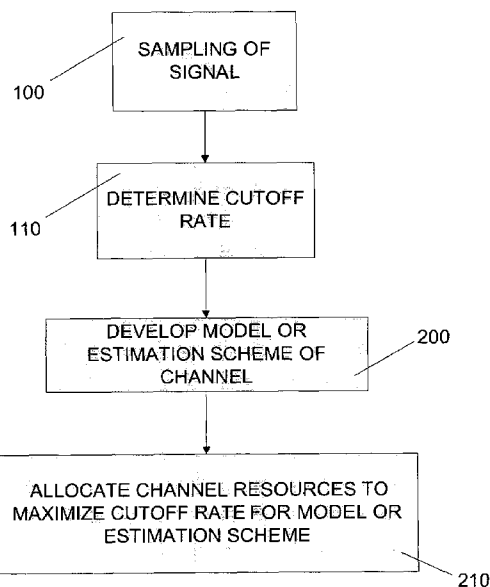 SAMPLING OF
SIGNAL
100
DETERMINE CUTOFF
RATE
110
DEVELOP MODEL OR
ESTIMATION SCHEME OF
CHANNEL
200
ALLOCATE CHANNEL RESOURCES TO
MAXIMIZE CUTOFF RATE FOR MODEL OR
ESTIMATION SCHEME
210